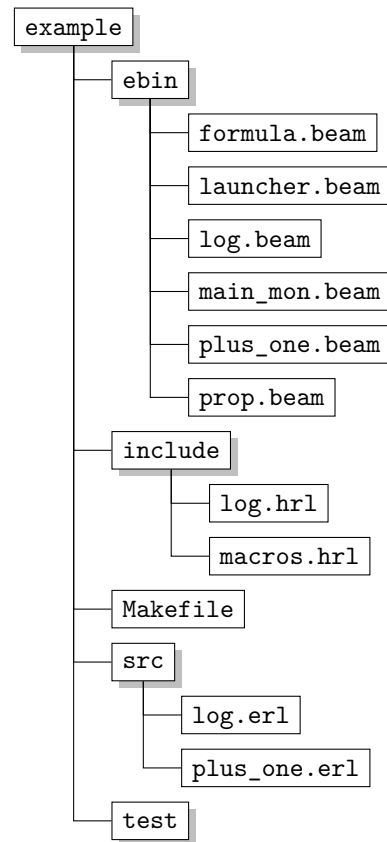 example
ebin
formula.beam
launcher.beam
log.beam
main_mon.beam
plus_one.beam
prop.beam
include
log.hrl
macros.hrl
Makefile
src
log.erl
plus_one.erl
test